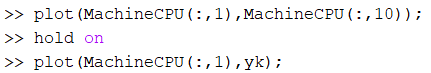 >> plot(MachineCPU(:,1),MachineCPU(:,10));
>> hold on
>> plot(MachineCPU(:,1),yk);